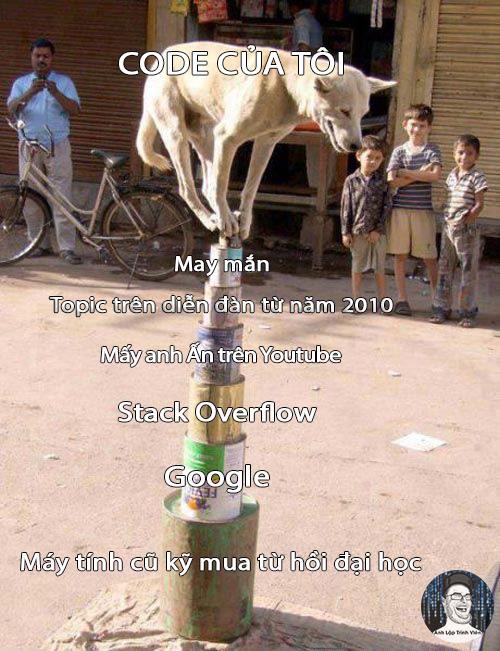 CODE CỦA TÔI
May mắn
Topic trên diễn đàn từ năm 2010
Mấy anh Ấn trên Youtube
Stack Overflow
Google
Máy tính cũ kỹ mua từ hồi đại học
Anh Lập Trình Viên